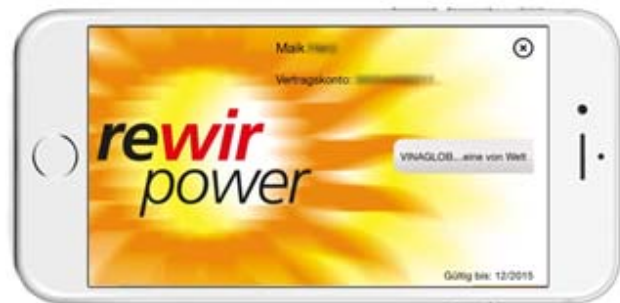 Maik
Vertragskonto:
rewir
power
VINAGLOB...eine von Welt
Gültig bis: 12/2015